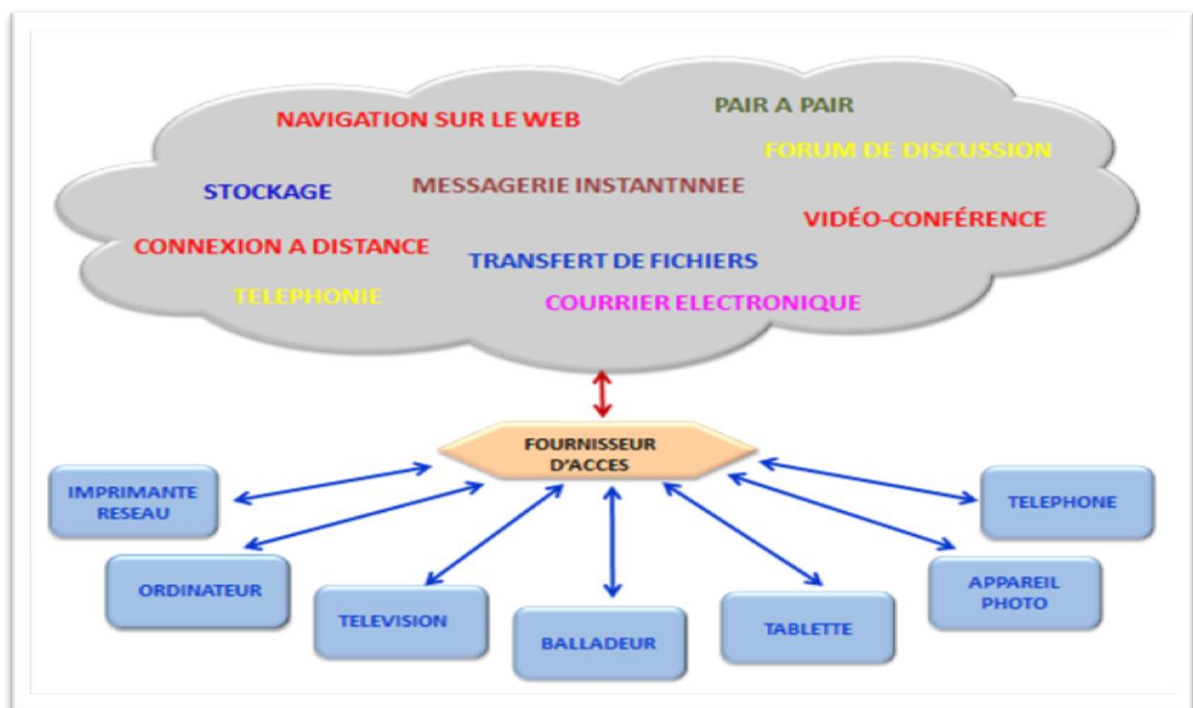 NAVIGATION SUR LE WEB
PAIR A PAIR
FORUM DE DISCUSSION
STOCKAGE
MESSAGERIE INSTANTNNEE
VIDÉO-CONFÉRENCE
CONNEXION A DISTANCE
TRANSFERT DE FICHIERS
TELEPHONIE
COURRIER ELECTRONIQUE
FOURNISSEUR
D'ACCES
IMPRIMANTE
RESEAU
ORDINATEUR
TELEVISION
BALLADEUR
TABLETTE
APPAREIL
PHOTO
TELEPHONE